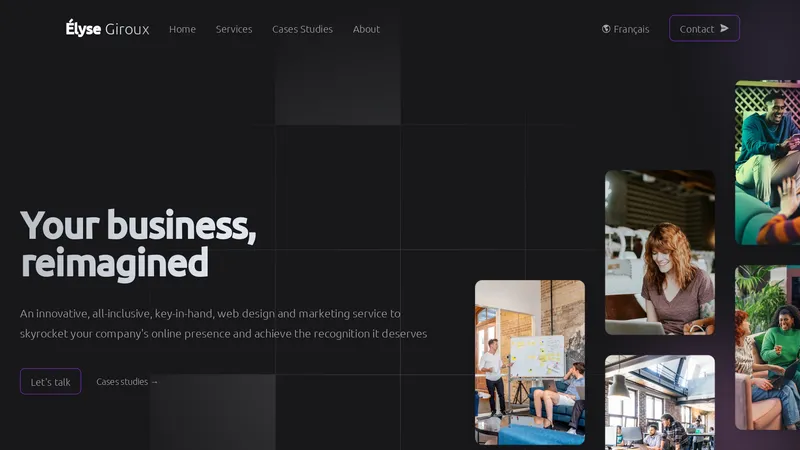 Élyse Giroux
Home
Services
Cases Studies
About
Français
Contact
Your business,
reimagined
An innovative, all-inclusive, key-in-hand, web design and marketing service to
skyrocket your company's online presence and achieve the recognition it deserves
Let's talk
Cases studies →